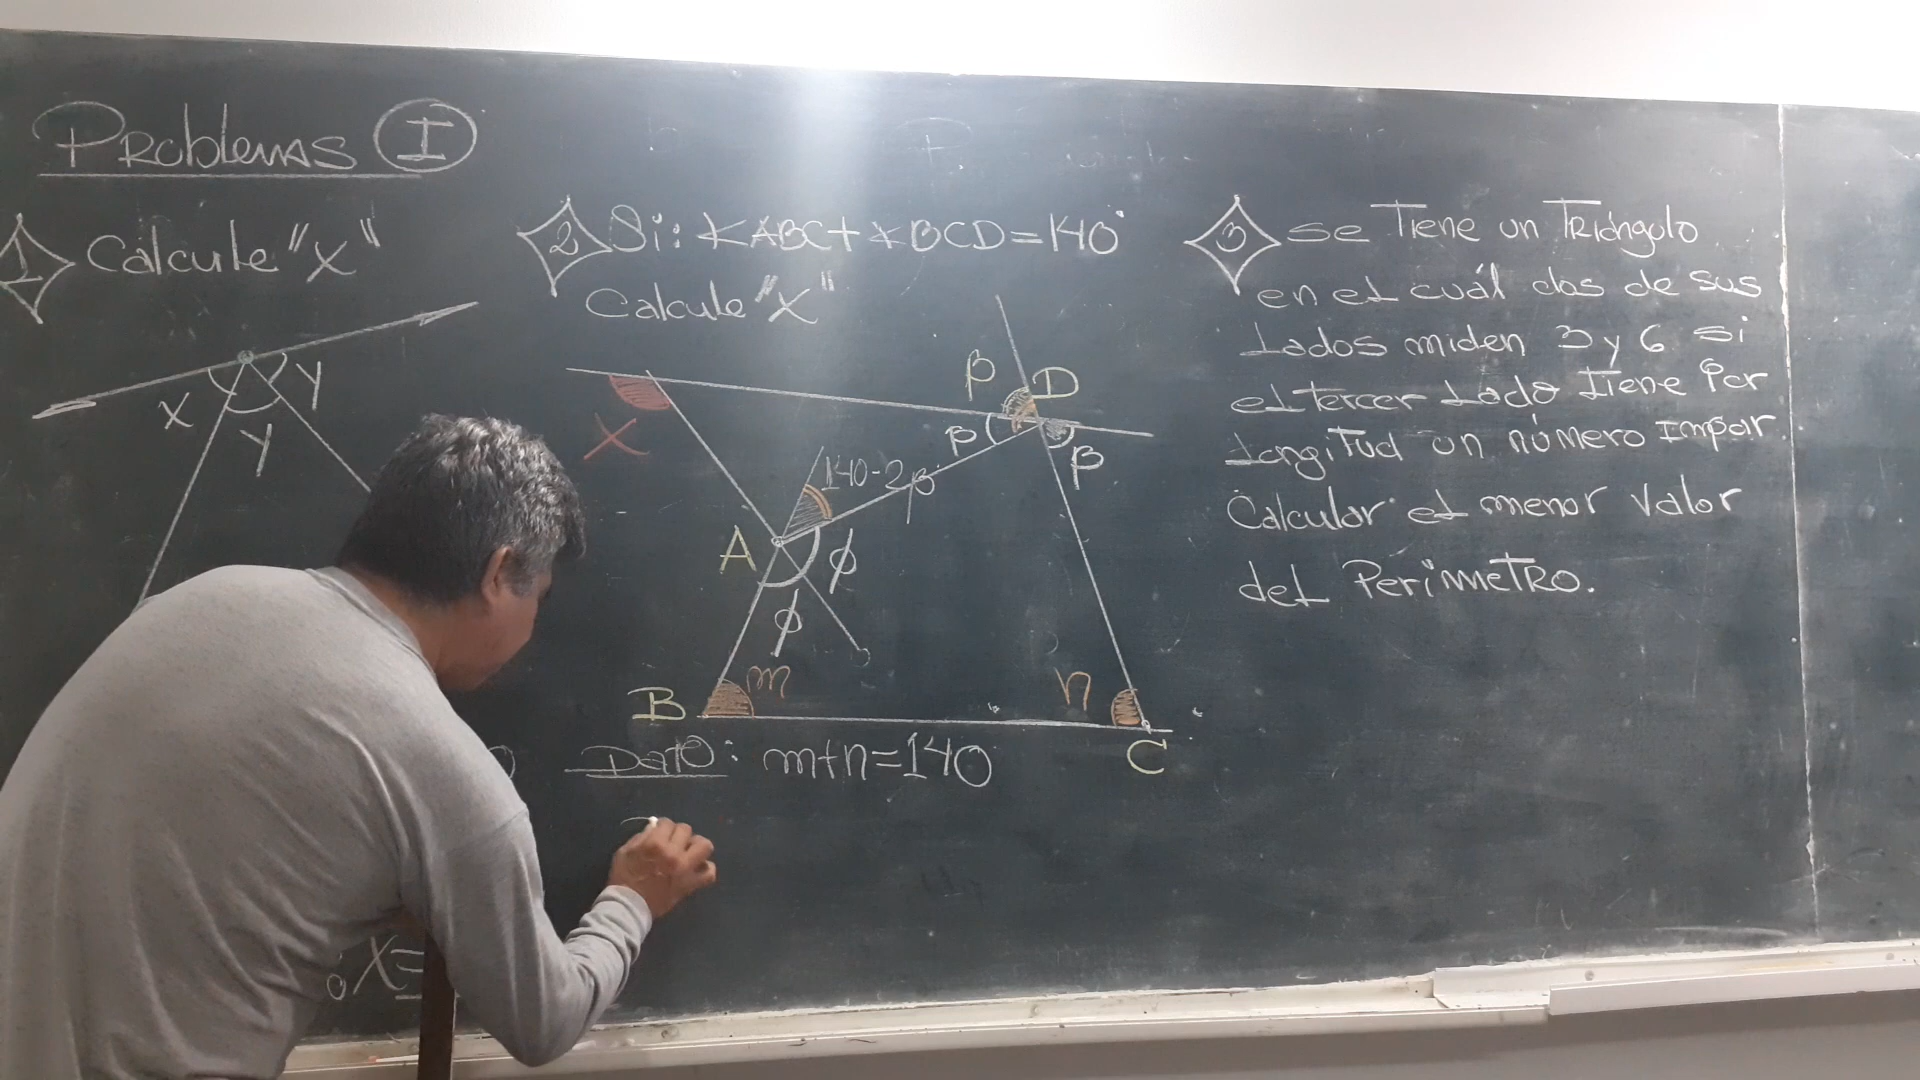 Problemas I
1 Calcule "X"
X
Y
Y
X=
2 Si: ∢ABC+∢BCD=140°
Calcule "X"
β
D
β
β
X
140-2β
A
ϕ
ϕ
B
m
n
C
Dato: m+n=140
3 se Tiene un Triángulo
en el cuál dos de sus
Lados miden 3 y 6 si
el tercer Lado Tiene Por
Longitud un número Impar
Calcular el menor Valor
del PerimeTRO.